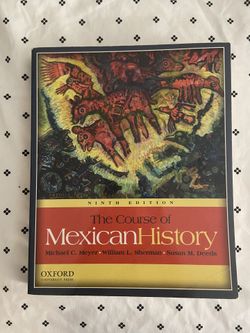 NINTH EDITION
The Course of
MexicanHistory
Michael C. Meyer · William L. Sherman · Susan M. Deeds
OXFORD
UNIVERSITY PRESS